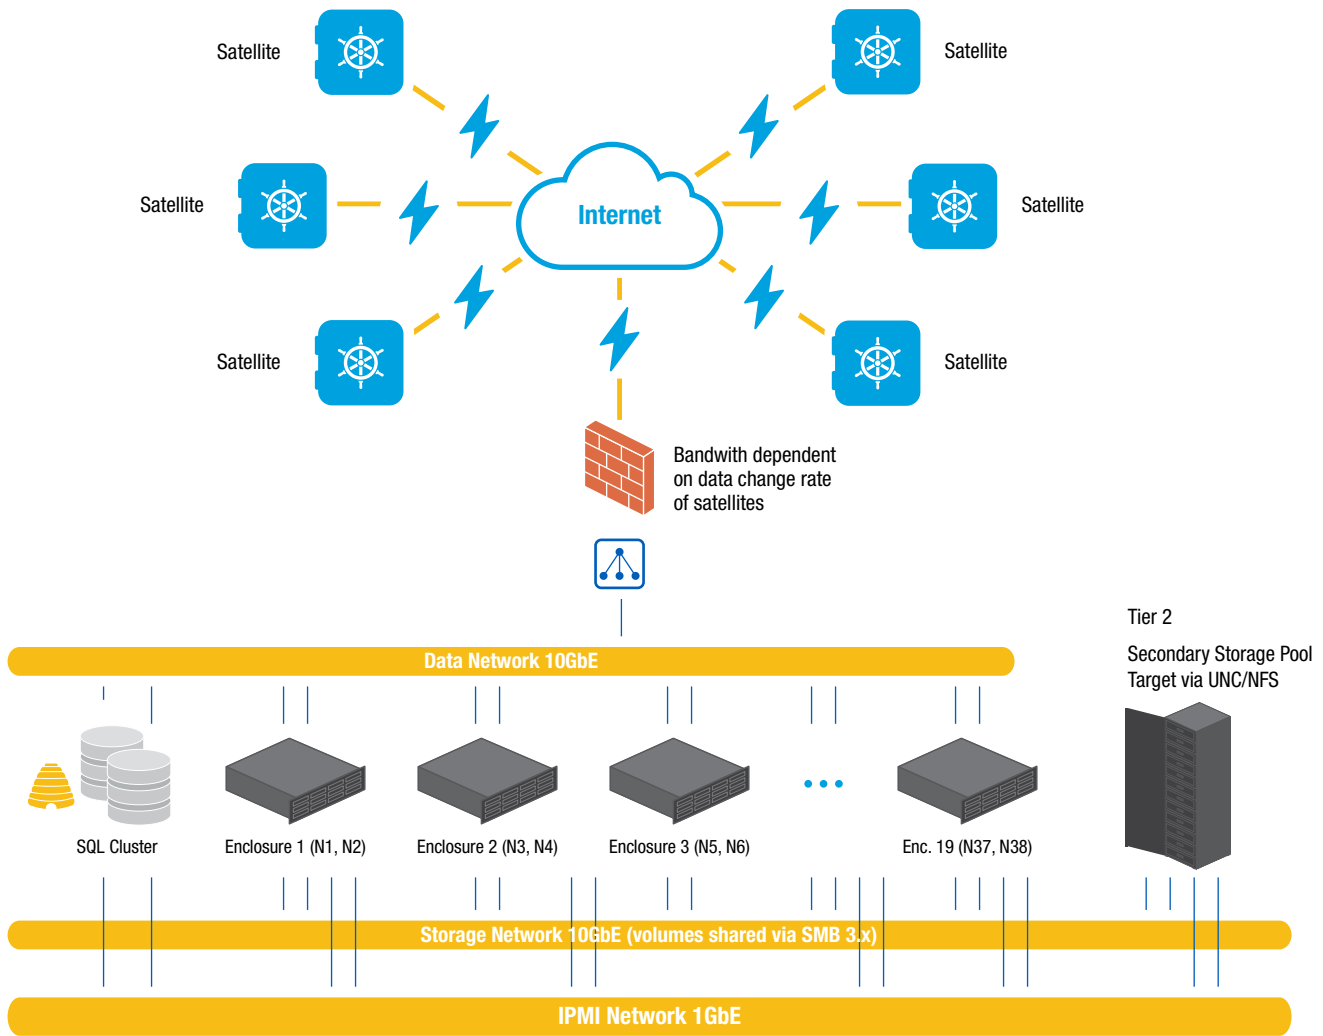 Satellite
Satellite
Satellite
Internet
Satellite
Satellite
Satellite
Bandwith dependent
on data change rate
of satellites
Tier 2
Secondary Storage Pool
Target via UNC/NFS
Data Network 10GbE
SQL Cluster
Enclosure 1 (N1, N2)
Enclosure 2 (N3, N4)
Enclosure 3 (N5, N6)
Enc. 19 (N37, N38)
Storage Network 10GbE (volumes shared via SMB 3.x)
IPMI Network 1GbE